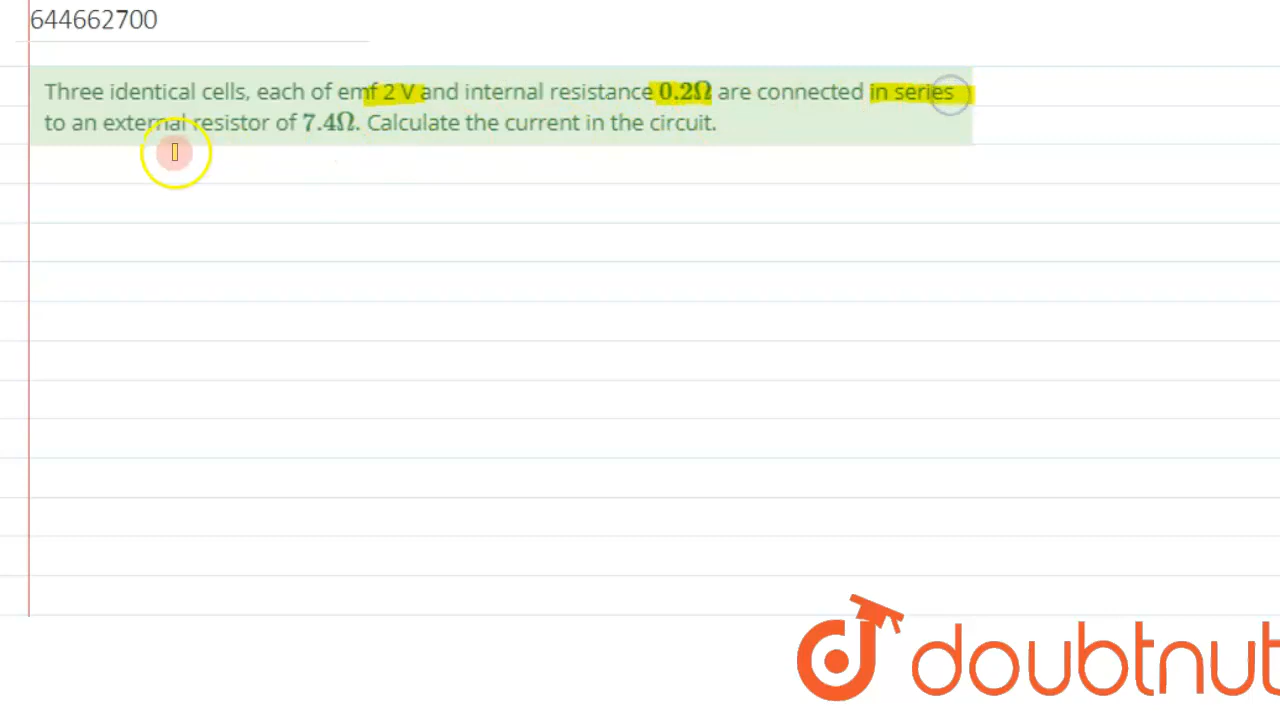 644662700
Three identical cells, each of emf 2 V and internal resistance 0.2Ω are connected in series
to an external resistor of 7.4Ω. Calculate the current in the circuit.
doubtnut